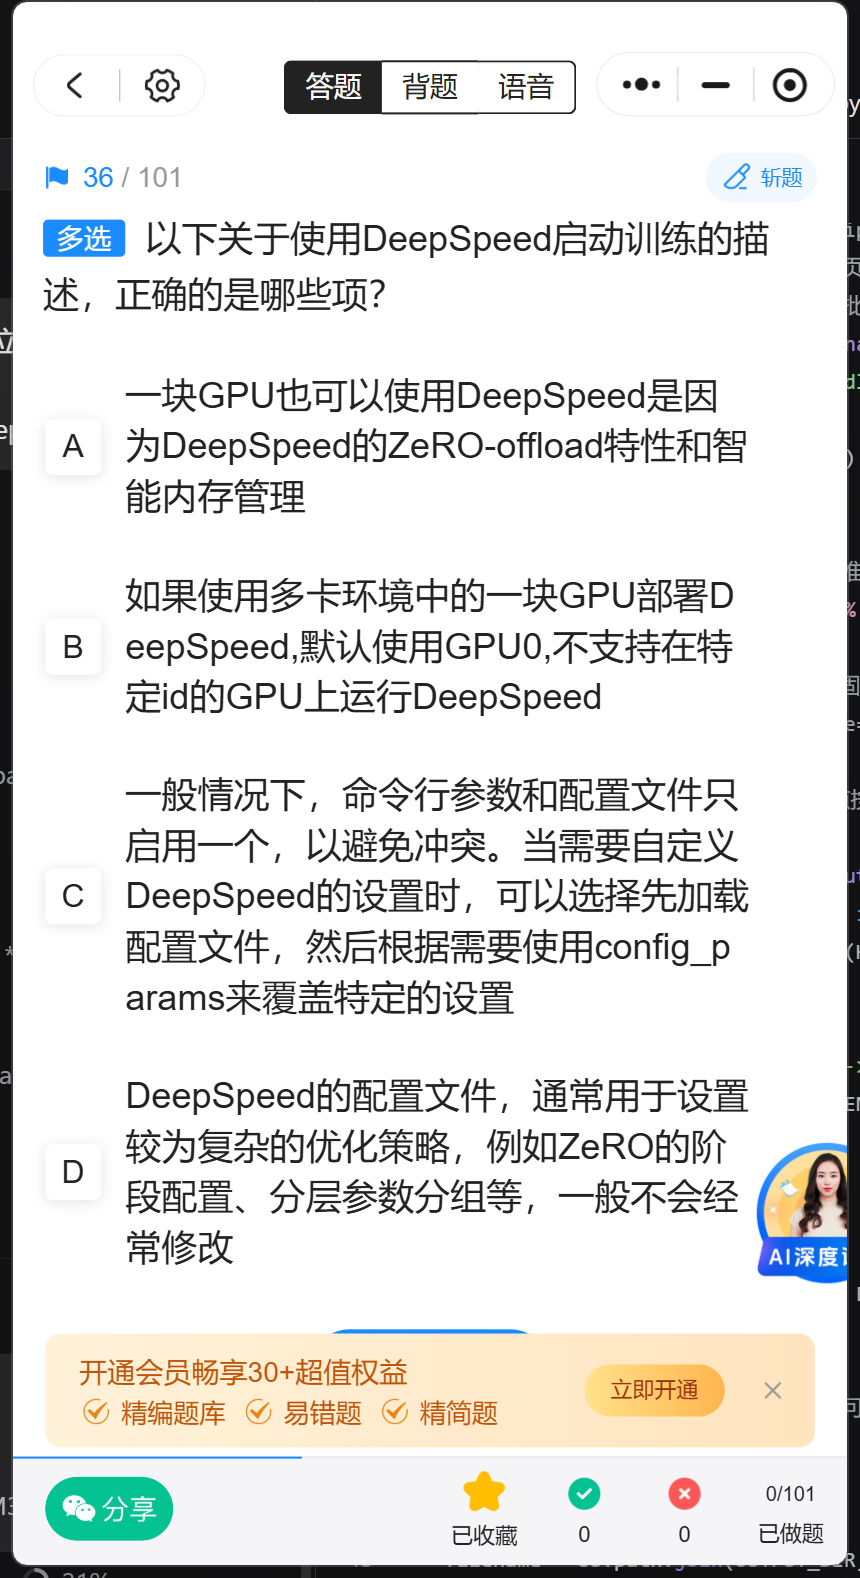 答题 背题 语音
36 / 101
斩题
多选 以下关于使用DeepSpeed启动训练的描
述，正确的是哪些项?
A
一块GPU也可以使用DeepSpeed是因
为DeepSpeed的ZeRO-offload特性和智
能内存管理
B
如果使用多卡环境中的一块GPU部署D
eepSpeed,默认使用GPU0,不支持在特
定id的GPU上运行DeepSpeed
C
一般情况下，命令行参数和配置文件只
启用一个，以避免冲突。当需要自定义
DeepSpeed的设置时，可以选择先加载
配置文件，然后根据需要使用config_p
arams来覆盖特定的设置
D
DeepSpeed的配置文件，通常用于设置
较为复杂的优化策略，例如ZeRO的阶
段配置、分层参数分组等，一般不会经
常修改
AI深度
开通会员畅享30+超值权益
精编题库 易错题 精简题
立即开通
分享
已收藏
0
0
0/101
已做题